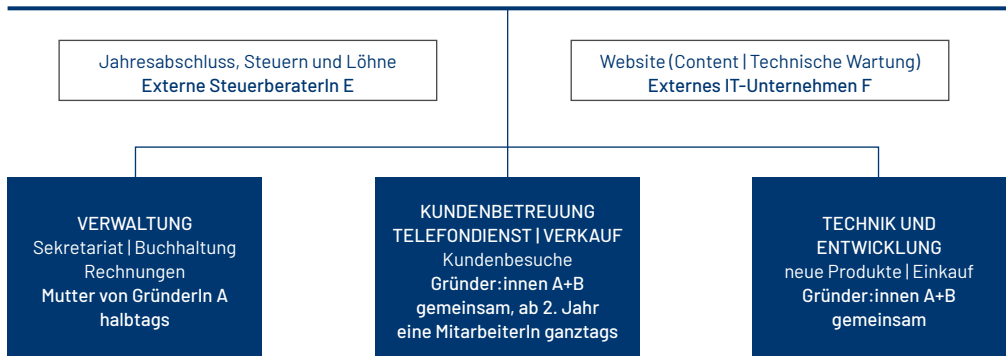 Jahresabschluss, Steuern und Löhne
Externe SteuerberaterIn E
Website (Content | Technische Wartung)
Externes IT-Unternehmen F
VERWALTUNG
Sekretariat | Buchhaltung
Rechnungen
Mutter von GründerIn A
halbtags
KUNDENBETREUUNG
TELEFONDIENST | VERKAUF
Kundenbesuche
Gründer:innen A+B
gemeinsam, ab 2. Jahr
eine MitarbeiterIn ganztags
TECHNIK UND
ENTWICKLUNG
neue Produkte | Einkauf
Gründer:innen A+B
gemeinsam